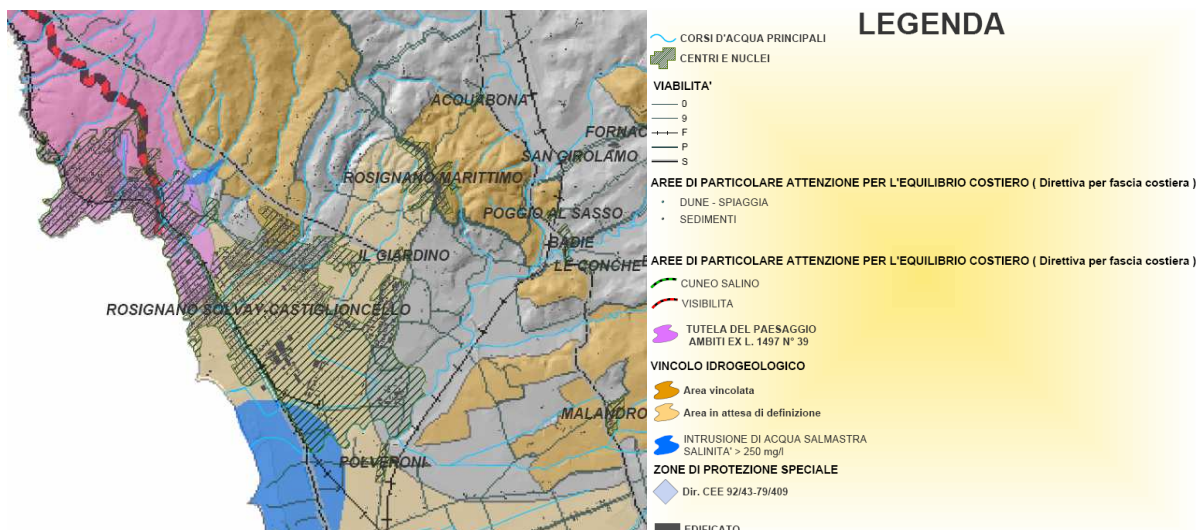 ACQUABONA
FORNAC
SAN GIROLAMO
ROSIGNANO MARITTIMO
POGGIO AL SASSO
BADIE
IL GIARDINO
LE CONCHE
ROSIGNANO SOLVAY-CASTIGLIONCELLO
MALANDRO
POLVERONI
LEGENDA
CORSI D'ACQUA PRINCIPALI
CENTRI E NUCLEI
VIABILITA'
0
9
F
P
S
AREE DI PARTICOLARE ATTENZIONE PER L'EQUILIBRIO COSTIERO ( Direttiva per fascia costiera )
DUNE - SPIAGGIA
SEDIMENTI
AREE DI PARTICOLARE ATTENZIONE PER L'EQUILIBRIO COSTIERO ( Direttiva per fascia costiera )
CUNEO SALINO
VISIBILITA
TUTELA DEL PAESAGGIO
AMBITI EX L. 1497 N° 39
VINCOLO IDROGEOLOGICO
Area vincolata
Area in attesa di definizione
INTRUSIONE DI ACQUA SALMASTRA
SALINITA' > 250 mg/l
ZONE DI PROTEZIONE SPECIALE
Dir. CEE 92/43-79/409
EDIFICATO